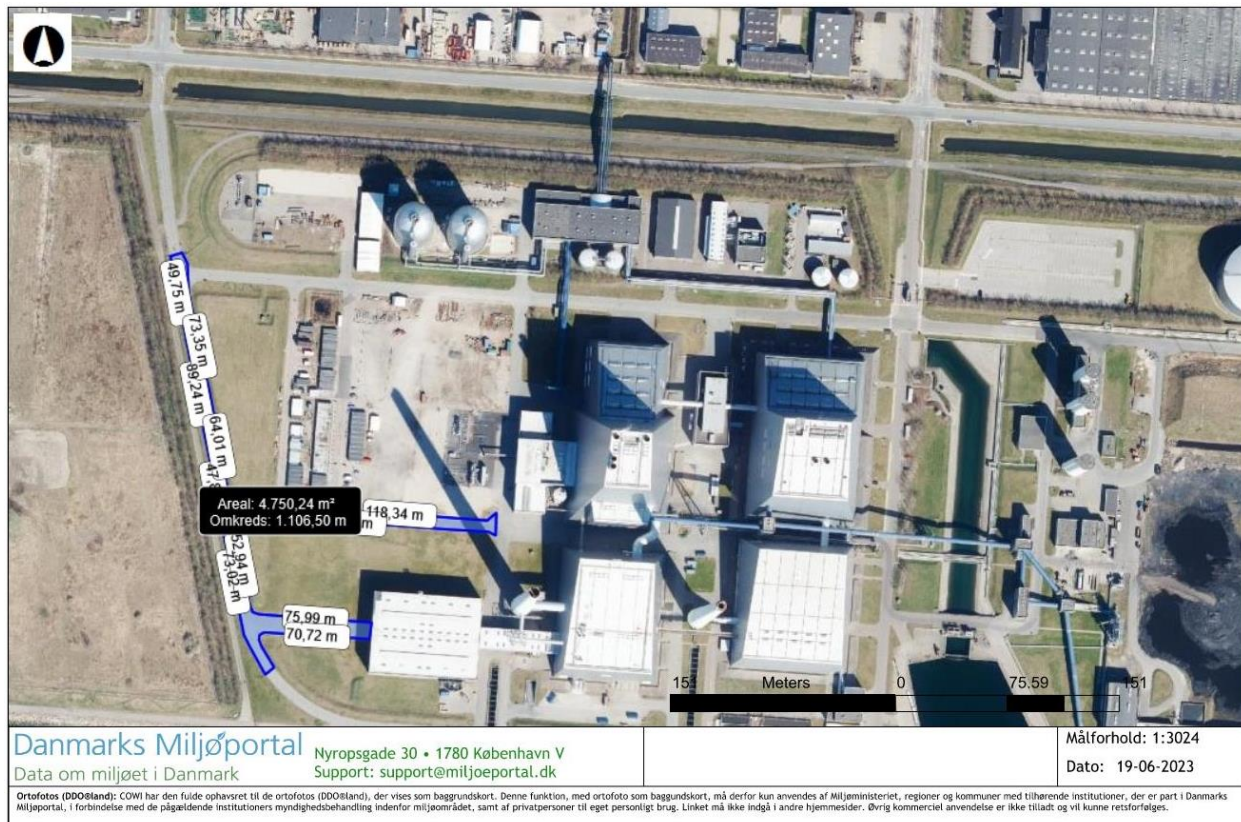 49,75 m
73,35 m
89,24 m
64,01 m
Areal: 4.750,24 m²
Omkreds: 1.106,50 m
118,34 m
m
52,94 m
73,02 m
75,99 m
70,72 m
151 Meters 0 75.59 151
Danmarks Miljøportal
Data om miljøet i Danmark
Nyropsgade 30 • 1780 København V
Support: support@miljoeportal.dk
Målforhold: 1:3024
Dato: 19-06-2023
Ortofotos (DDO®land): COWI har den fulde ophavsret til de ortofotos (DDO®land), der vises som baggrundskort. Denne funktion, med ortofoto som baggundskort, må derfor kun anvendes af Miljøministeriet, regioner og kommuner med tilhørende institutioner, der er part i Danmarks
Miljøportal, i forbindelse med de pågældende institutioners myndighedsbehandling indenfor miljøområdet, samt af privatpersoner til eget personligt brug. Linket må ikke indgå i andre hjemmesider. Øvrig kommerciel anvendelse er ikke tilladt og vil kunne retsforfølges.